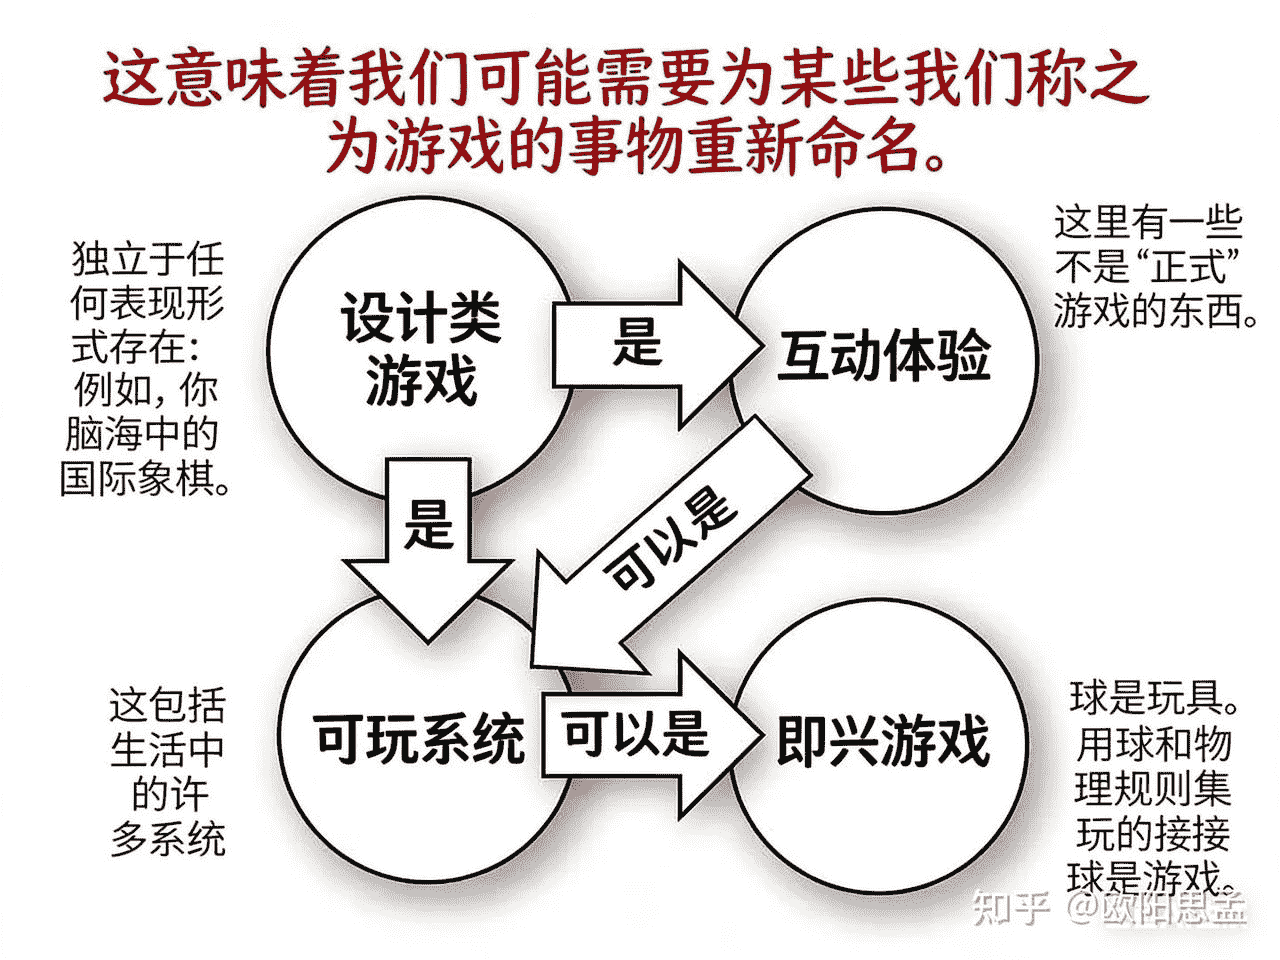 这意味着我们可能需要为某些我们称之
为游戏的事物重新命名。
独立于任
何表现形
式存在：
例如，你
脑海中的
国际象棋。
设计类
游戏
是
互动体验
这里有一些
不是“正式”
游戏的东西。
是
可以是
这包括
生活中
的许
多系统
可玩系统
可以是
即兴游戏
球是玩具。
用球和物
理规则集
玩的接接
球是游戏。
知乎 @欧阳思孟